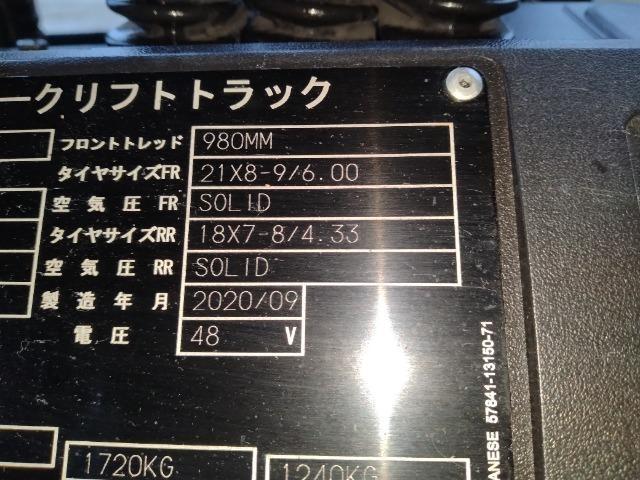 ークリフトトラック
フロントトレッド 980MM
タイヤサイズFR 21X8-9/6.00
空気圧 FR SOLID
タイヤサイズRR 18X7-8/4.33
空気圧 RR SOLID
製造年月 2020/09
電圧 48 V
1720KG 1240KG
ANESE 57841-13150-71